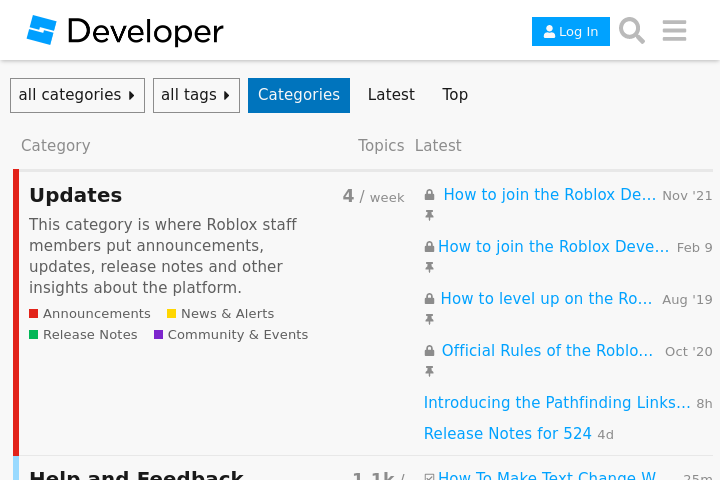 Developer
Log In
all categories
all tags
Categories
Latest
Top
Category
Topics
Latest
Updates
4 / week
This category is where Roblox staff
members put announcements,
updates, release notes and other
insights about the platform.
Announcements
News & Alerts
Release Notes
Community & Events
How to join the Roblox De... Nov '21
How to join the Roblox Deve... Feb 9
How to level up on the Ro... Aug '19
Official Rules of the Roblo... Oct '20
Introducing the Pathfinding Links... 8h
Release Notes for 524 4d
Help and Feedback
1.1k /
How To Make Text Change W... 25m